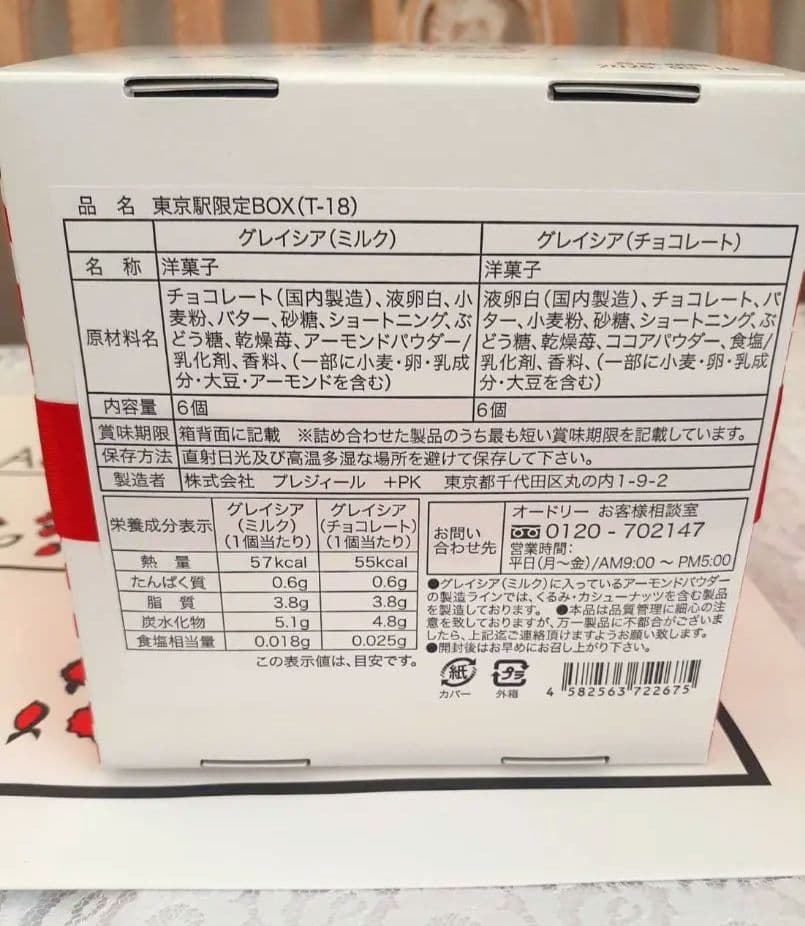 品名 東京駅限定BOX(T-18)
グレイシア(ミルク) グレイシア(チョコレート)
名称 洋菓子 洋菓子
原材料名
チョコレート(国内製造)、液卵白、小
麦粉、バター、砂糖、ショートニング、ぶ
どう糖、乾燥苺、アーモンドパウダー/
乳化剤、香料、(一部に小麦・卵・乳成
分・大豆・アーモンドを含む)
液卵白(国内製造)、チョコレート、バ
ター、小麦粉、砂糖、ショートニング、ぶ
どう糖、乾燥苺、ココアパウダー、食塩/
乳化剤、香料、(一部に小麦・卵・乳成
分・大豆を含む)
内容量 6個 6個
賞味期限 箱背面に記載 ※詰め合わせた製品のうち最も短い賞味期限を記載しています。
保存方法 直射日光及び高温多湿な場所を避けて保存して下さい。
製造者 株式会社 プレジィール +PK 東京都千代田区丸の内1-9-2
栄養成分表示
グレイシア
(ミルク)
(1個当たり)
グレイシア
(チョコレート)
(1個当たり)
熱量 57kcal 55kcal
たんぱく質 0.6g 0.6g
脂質 3.8g 3.8g
炭水化物 5.1g 4.8g
食塩相当量 0.018g 0.025g
この表示値は、目安です。
お問い
合わせ先
オードリー お客様相談室
0120-702147
営業時間:
平日(月~金)/AM9:00 ~ PM5:00
●グレイシア(ミルク)に入っているアーモンドパウダー
の製造ラインでは、くるみ・カシューナッツを含む製品
を製造しております。 ●本品は品質管理に細心の注
意を致しておりますが、万一製品に不都合がございま
したら、上記迄ご連絡頂けますようお願い致します。
●開封後はお早めにお召し上がり下さい。
紙 プラ
カバー 外箱
4 582563 722675